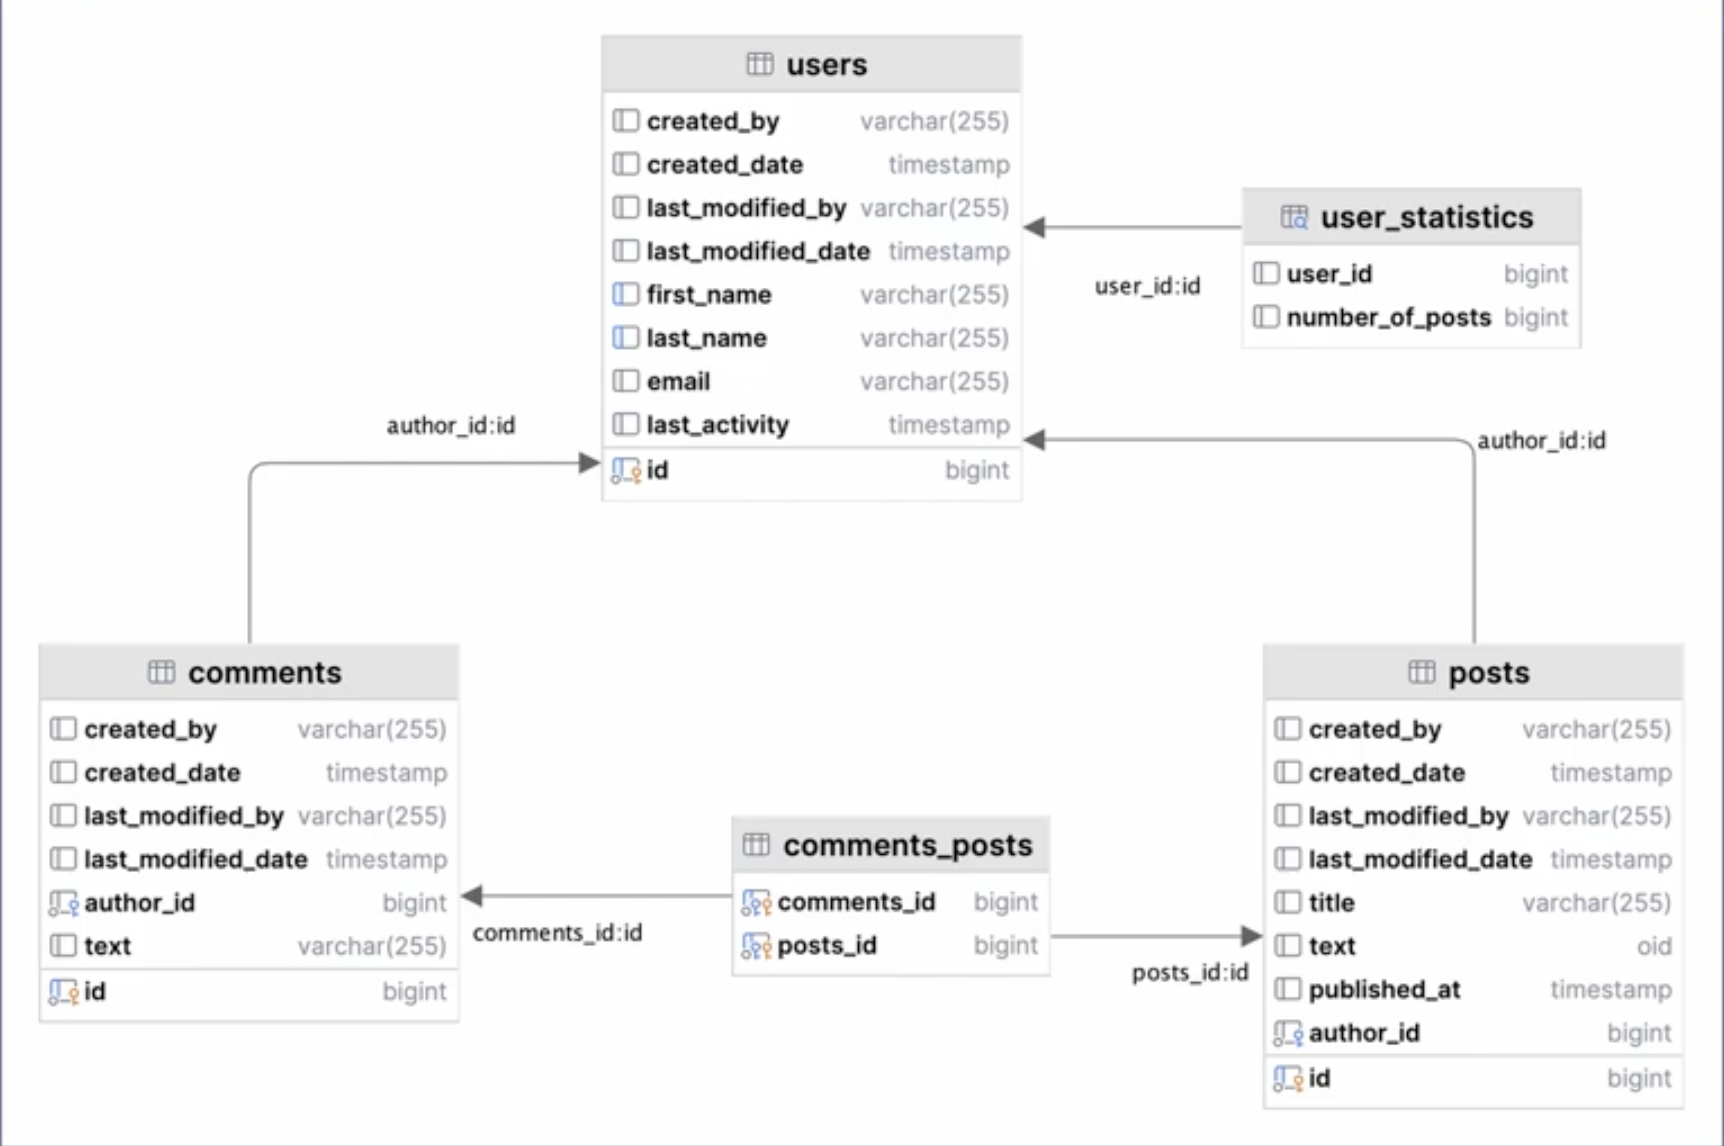 users
created_by varchar(255)
created_date timestamp
last_modified_by varchar(255)
last_modified_date timestamp
first_name varchar(255)
last_name varchar(255)
email varchar(255)
last_activity timestamp
id bigint
user_statistics
user_id bigint
number_of_posts bigint
user_id:id
author_id:id
author_id:id
comments
created_by varchar(255)
created_date timestamp
last_modified_by varchar(255)
last_modified_date timestamp
author_id bigint
text varchar(255)
id bigint
comments_posts
comments_id bigint
posts_id bigint
comments_id:id
posts_id:id
posts
created_by varchar(255)
created_date timestamp
last_modified_by varchar(255)
last_modified_date timestamp
title varchar(255)
text oid
published_at timestamp
author_id bigint
id bigint